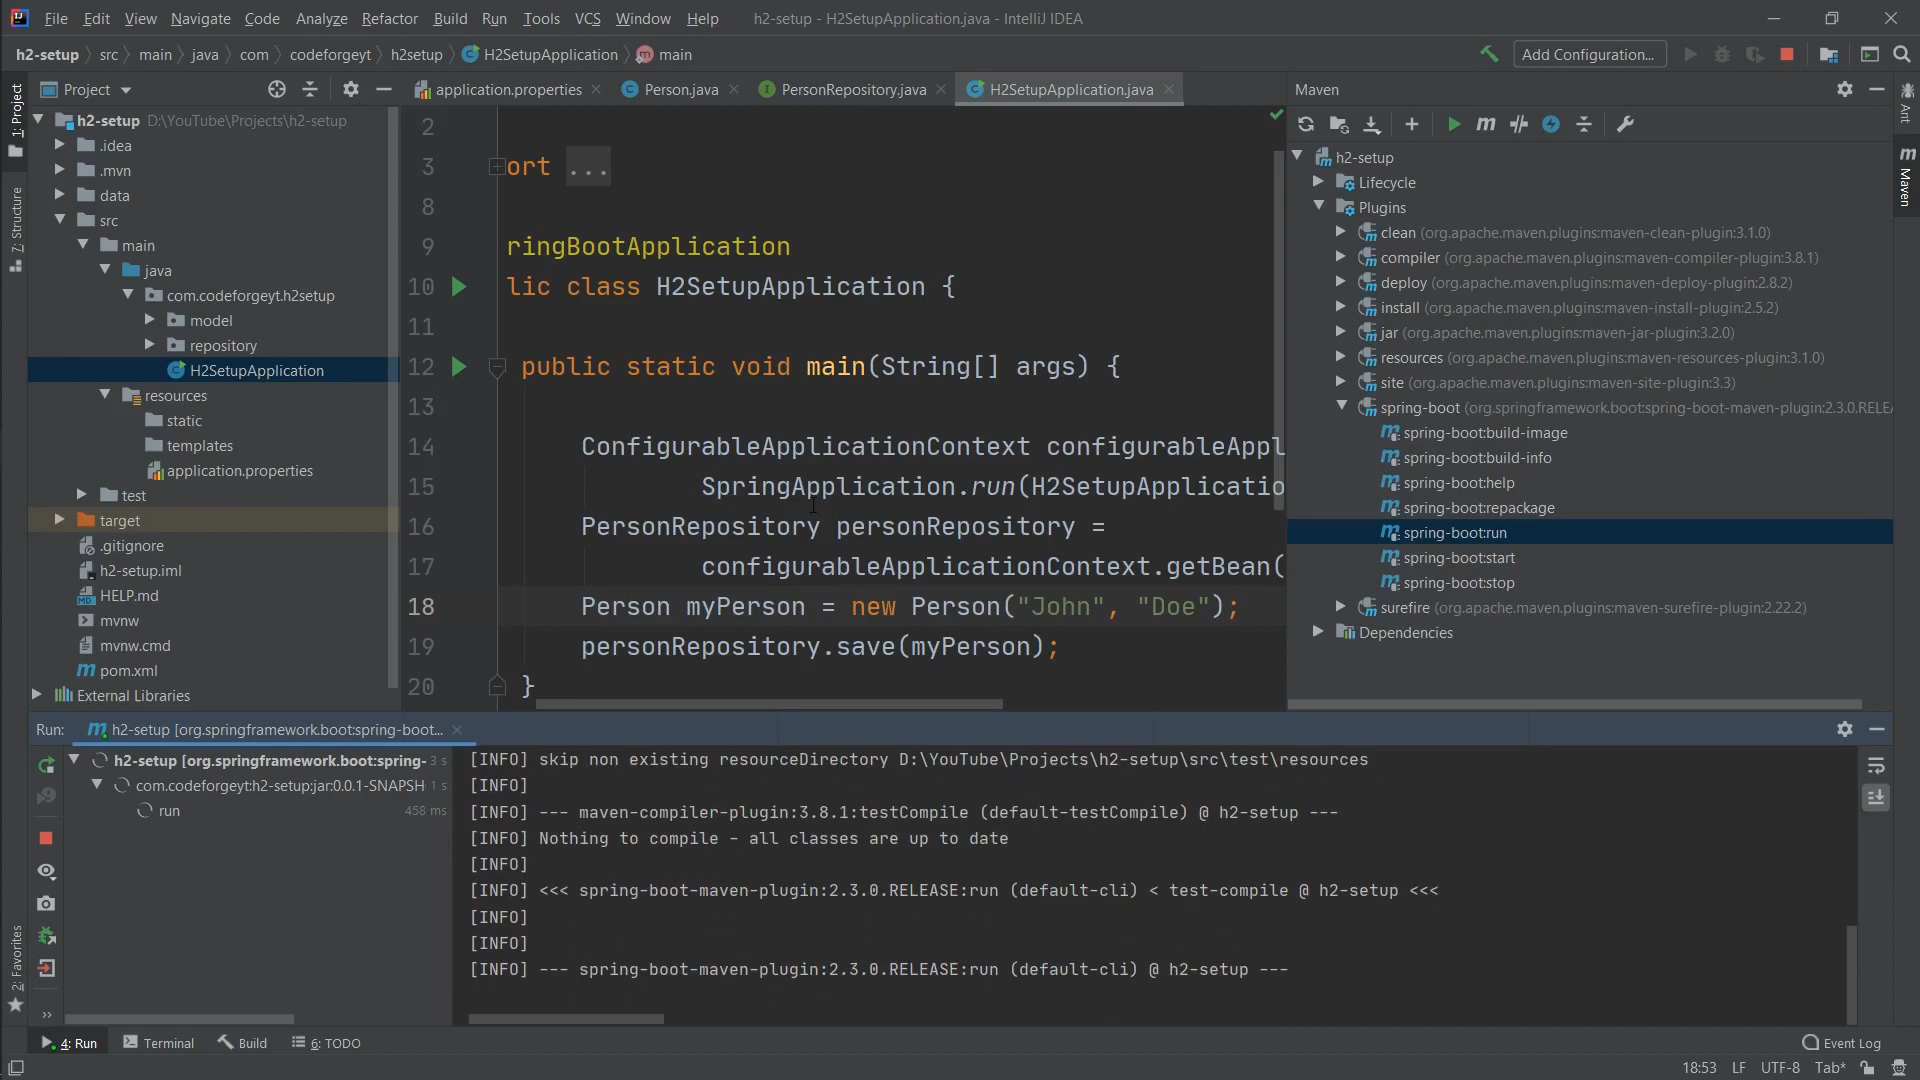 File Edit View Navigate Code Analyze Refactor Build Run Tools VCS Window Help h2-setup - H2SetupApplication.java - IntelliJ IDEA
h2-setup src main java com codeforgeyt h2setup H2SetupApplication main Add Configuration...
Project application.properties Person.java PersonRepository.java H2SetupApplication.java Maven
1: Project
7: Structure
2: Favorites
Ant
Maven
h2-setup D:\YouTube\Projects\h2-setup
.idea
.mvn
data
src
main
java
com.codeforgeyt.h2setup
model
repository
H2SetupApplication
resources
static
templates
application.properties
test
target
.gitignore
h2-setup.iml
HELP.md
mvnw
mvnw.cmd
pom.xml
External Libraries
2
3 ort ...
8
9 ringBootApplication
10 lic class H2SetupApplication {
11
12 public static void main(String[] args) {
13
14 ConfigurableApplicationContext configurableAppl
15 SpringApplication.run(H2SetupApplicatio
16 PersonRepository personRepository =
17 configurableApplicationContext.getBean(
18 Person myPerson = new Person("John", "Doe");
19 personRepository.save(myPerson);
20 }
h2-setup
Lifecycle
Plugins
clean (org.apache.maven.plugins:maven-clean-plugin:3.1.0)
compiler (org.apache.maven.plugins:maven-compiler-plugin:3.8.1)
deploy (org.apache.maven.plugins:maven-deploy-plugin:2.8.2)
install (org.apache.maven.plugins:maven-install-plugin:2.5.2)
jar (org.apache.maven.plugins:maven-jar-plugin:3.2.0)
resources (org.apache.maven.plugins:maven-resources-plugin:3.1.0)
site (org.apache.maven.plugins:maven-site-plugin:3.3)
spring-boot (org.springframework.boot:spring-boot-maven-plugin:2.3.0.RELEA
spring-boot:build-image
spring-boot:build-info
spring-boot:help
spring-boot:repackage
spring-boot:run
spring-boot:start
spring-boot:stop
surefire (org.apache.maven.plugins:maven-surefire-plugin:2.22.2)
Dependencies
Run: h2-setup [org.springframework.boot:spring-boot...
h2-setup [org.springframework.boot:spring- 3 s
com.codeforgeyt:h2-setup:jar:0.0.1-SNAPSH 1 s
run 458 ms
[INFO] skip non existing resourceDirectory D:\YouTube\Projects\h2-setup\src\test\resources
[INFO]
[INFO] --- maven-compiler-plugin:3.8.1:testCompile (default-testCompile) @ h2-setup ---
[INFO] Nothing to compile - all classes are up to date
[INFO]
[INFO] <<< spring-boot-maven-plugin:2.3.0.RELEASE:run (default-cli) < test-compile @ h2-setup <<<
[INFO]
[INFO]
[INFO] --- spring-boot-maven-plugin:2.3.0.RELEASE:run (default-cli) @ h2-setup ---
4: Run Terminal Build 6: TODO Event Log
18:53 LF UTF-8 Tab*